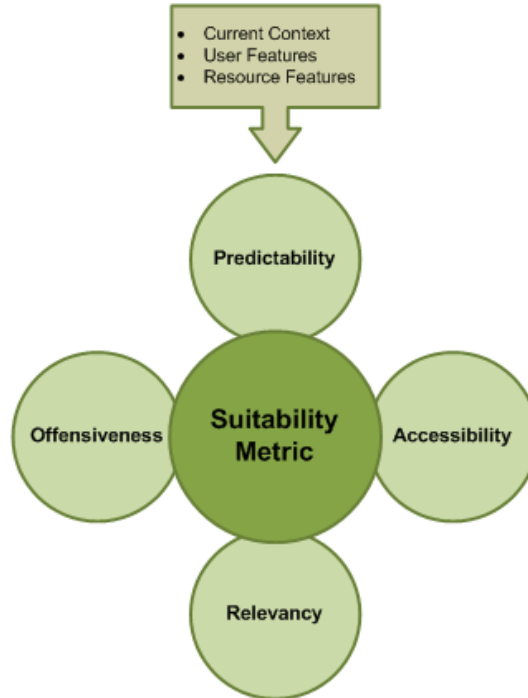 • Current Context
• User Features
• Resource Features
Predictability
Offensiveness
Suitability
Metric
Accessibility
Relevancy